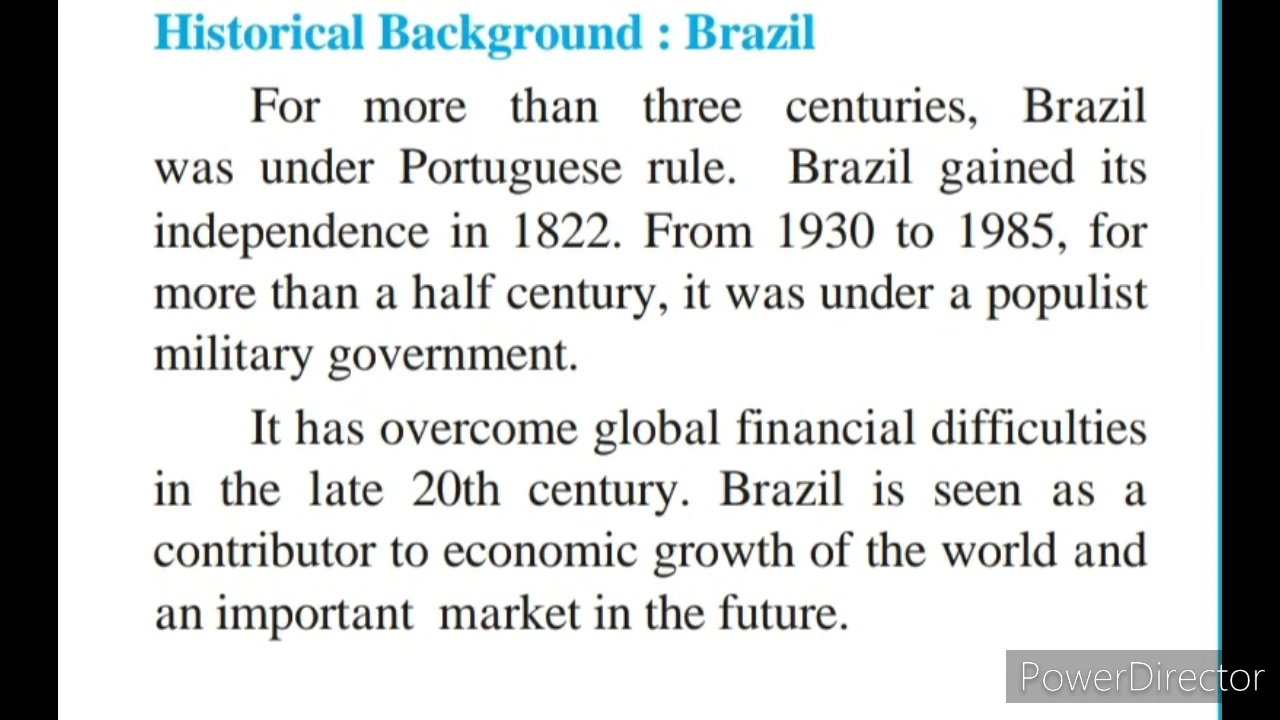 Historical Background : Brazil
For more than three centuries, Brazil
was under Portuguese rule. Brazil gained its
independence in 1822. From 1930 to 1985, for
more than a half century, it was under a populist
military government.
It has overcome global financial difficulties
in the late 20th century. Brazil is seen as a
contributor to economic growth of the world and
an important market in the future.
PowerDirector